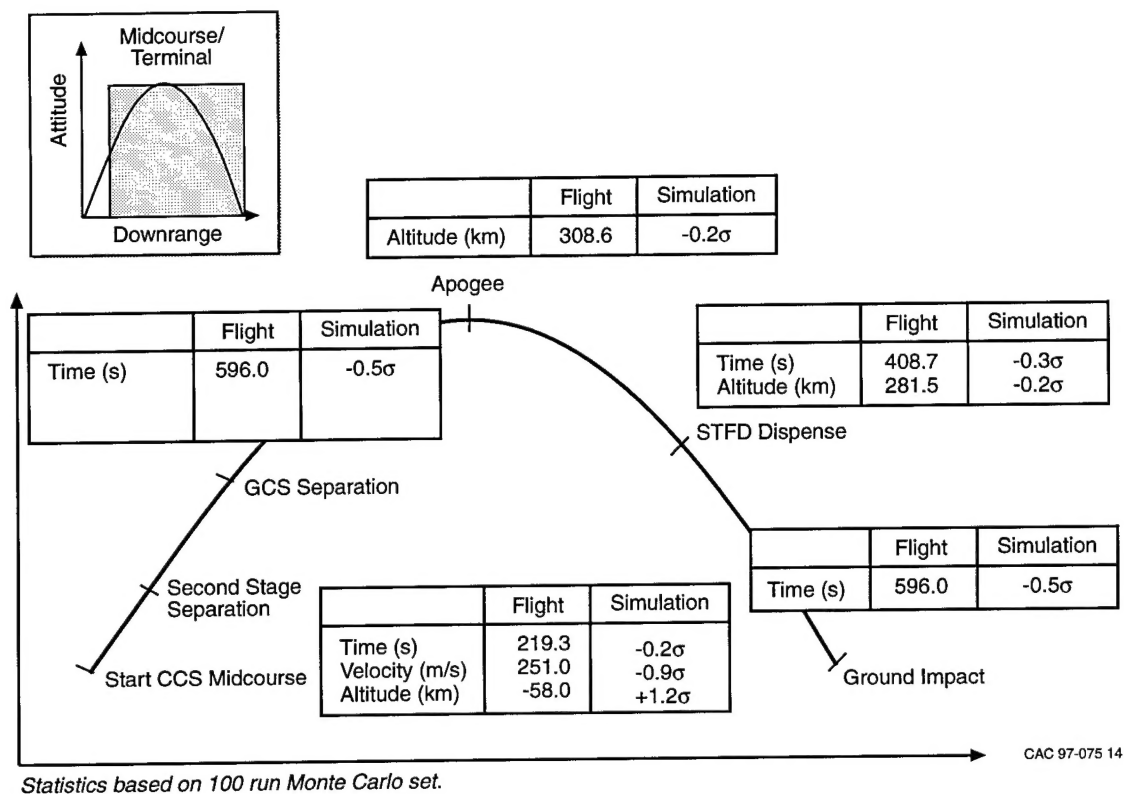 Midcourse/
Terminal
Attitude
Downrange
Flight Simulation
Altitude (km) 308.6 -0.2σ
Apogee
Flight Simulation
Time (s) 596.0 -0.5σ
Flight Simulation
Time (s) 408.7 -0.3σ
Altitude (km) 281.5 -0.2σ
STFD Dispense
GCS Separation
Flight Simulation
Time (s) 596.0 -0.5σ
Second Stage
Separation
Flight Simulation
Time (s) 219.3 -0.2σ
Velocity (m/s) 251.0 -0.9σ
Altitude (km) -58.0 +1.2σ
Start CCS Midcourse
Ground Impact
CAC 97-075 14
Statistics based on 100 run Monte Carlo set.